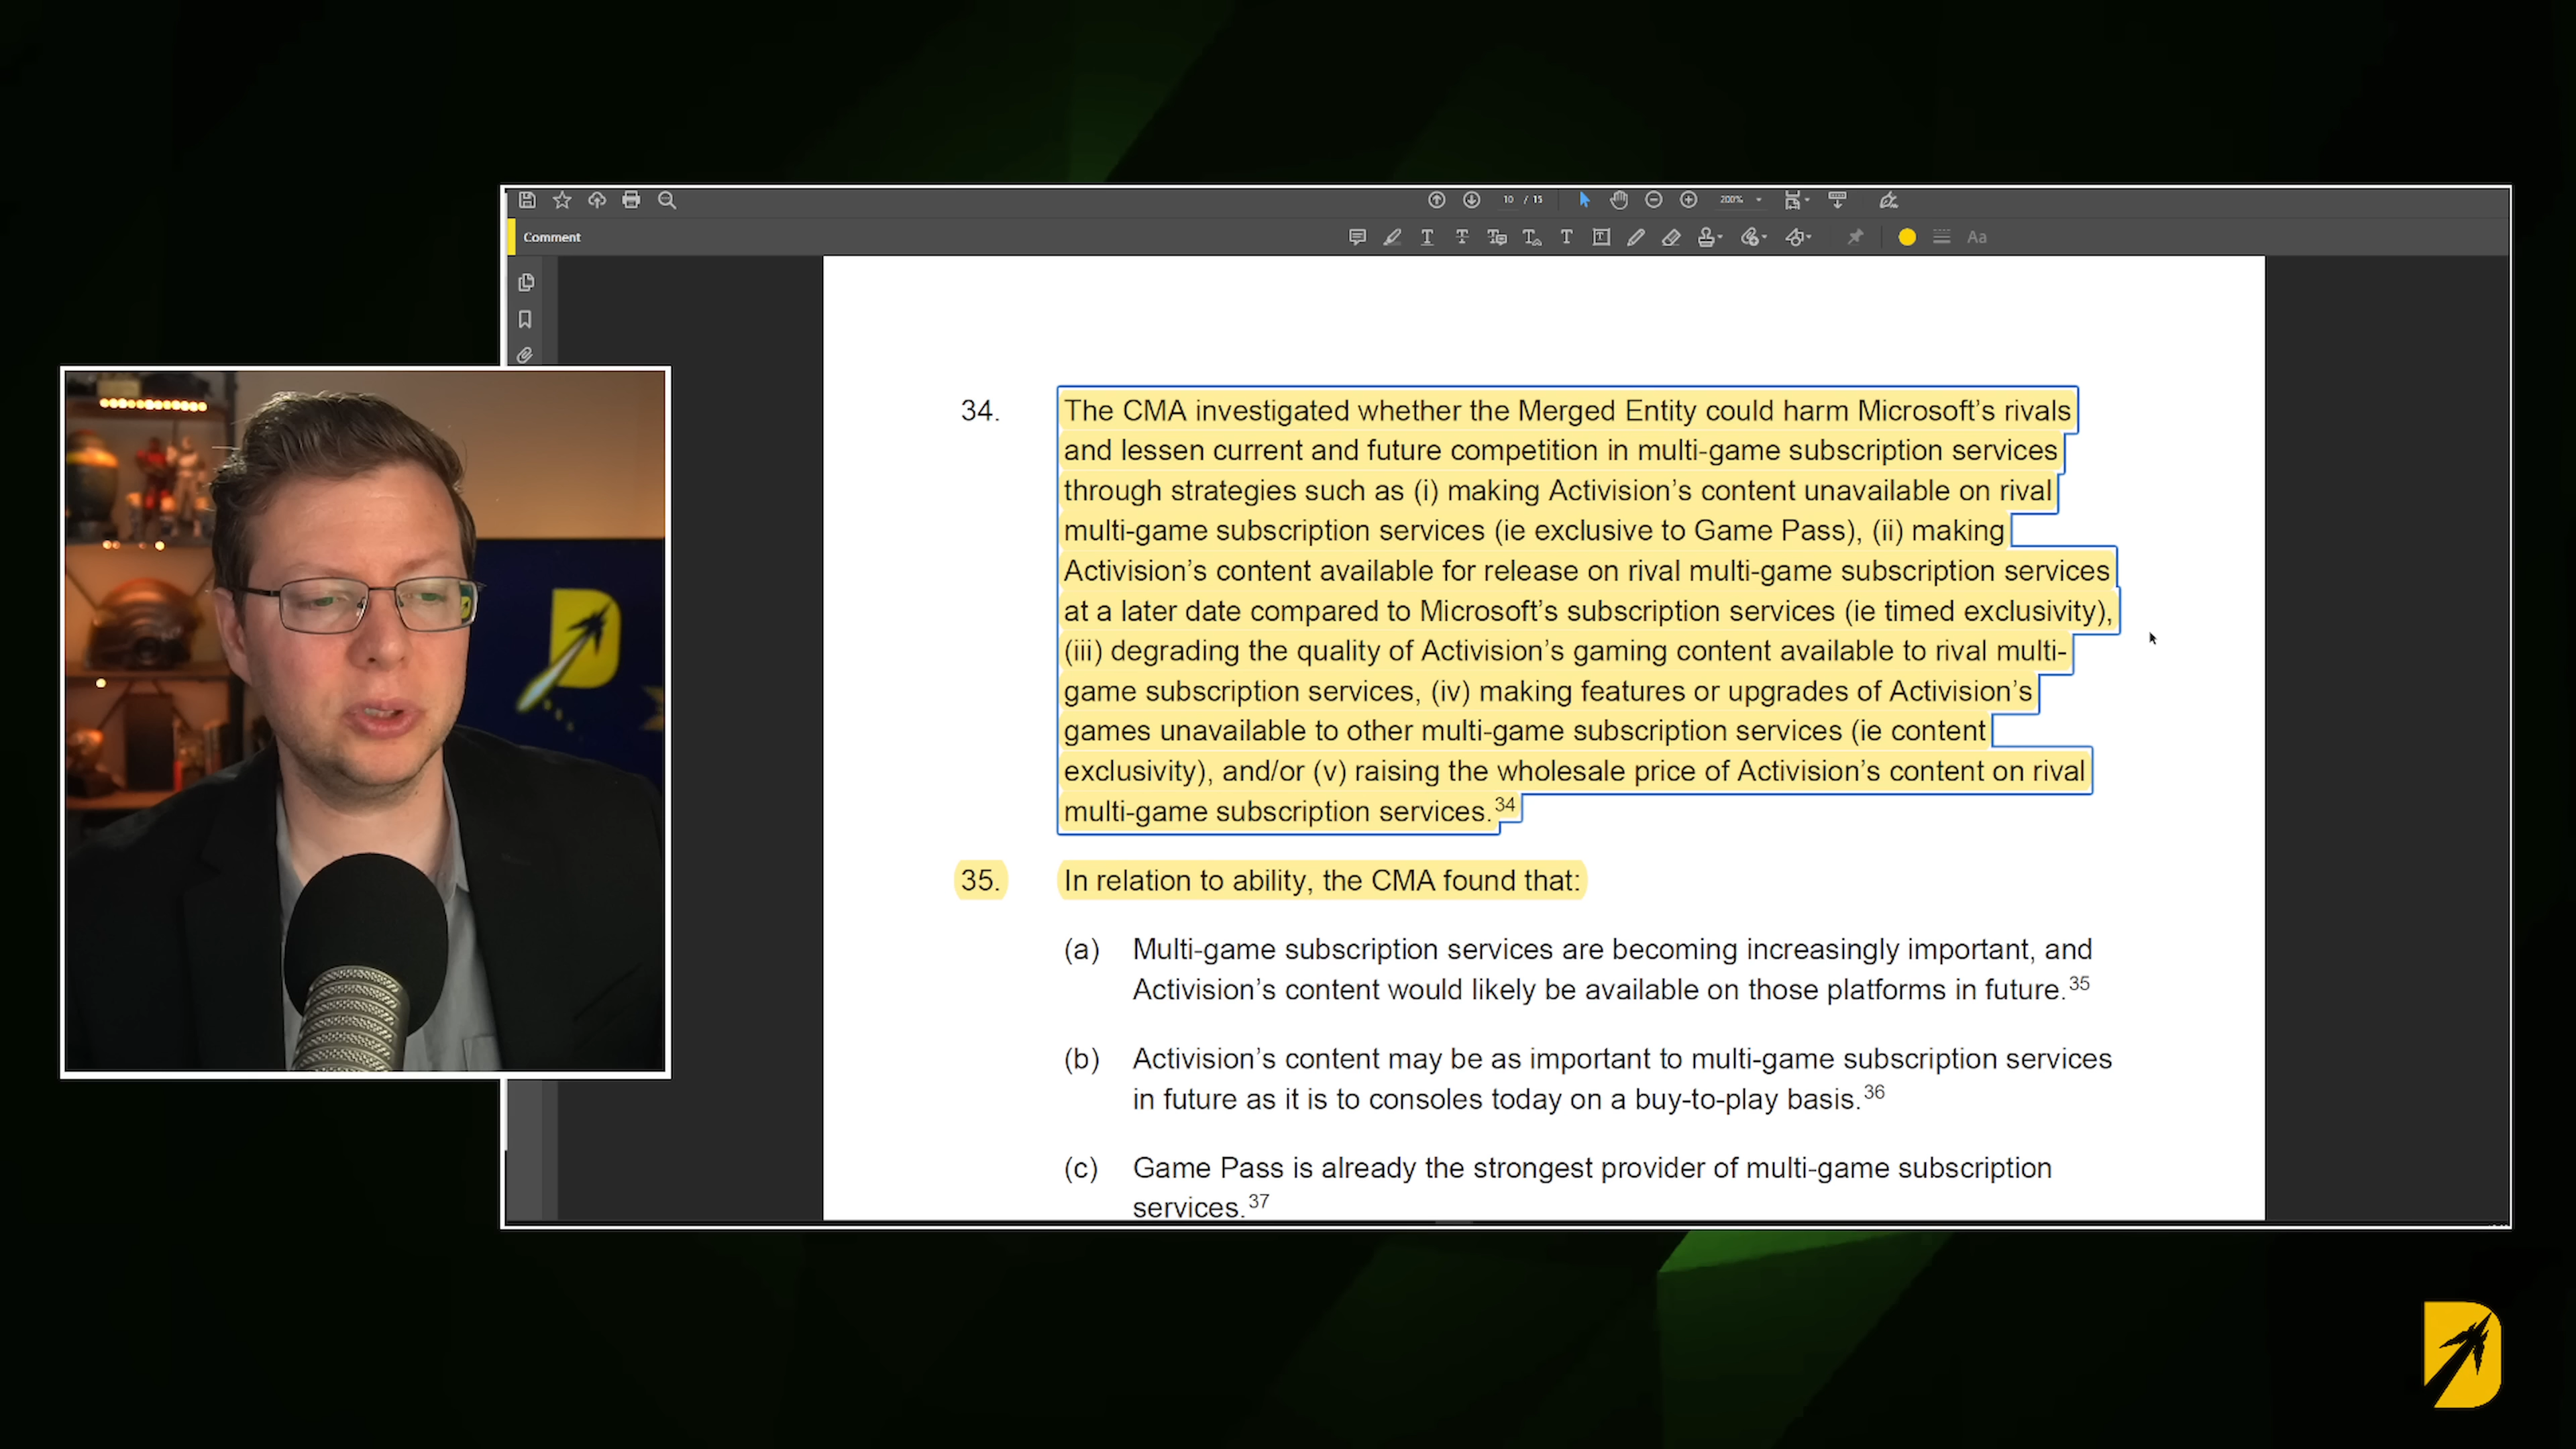 10 / 15
200%
Comment
Aa
34. The CMA investigated whether the Merged Entity could harm Microsoft’s rivals
and lessen current and future competition in multi-game subscription services
through strategies such as (i) making Activision’s content unavailable on rival
multi-game subscription services (ie exclusive to Game Pass), (ii) making
Activision’s content available for release on rival multi-game subscription services
at a later date compared to Microsoft’s subscription services (ie timed exclusivity),
(iii) degrading the quality of Activision’s gaming content available to rival multi-
game subscription services, (iv) making features or upgrades of Activision’s
games unavailable to other multi-game subscription services (ie content
exclusivity), and/or (v) raising the wholesale price of Activision’s content on rival
multi-game subscription services.34
35. In relation to ability, the CMA found that:
(a) Multi-game subscription services are becoming increasingly important, and
Activision’s content would likely be available on those platforms in future.35
(b) Activision’s content may be as important to multi-game subscription services
in future as it is to consoles today on a buy-to-play basis.36
(c) Game Pass is already the strongest provider of multi-game subscription
services.37